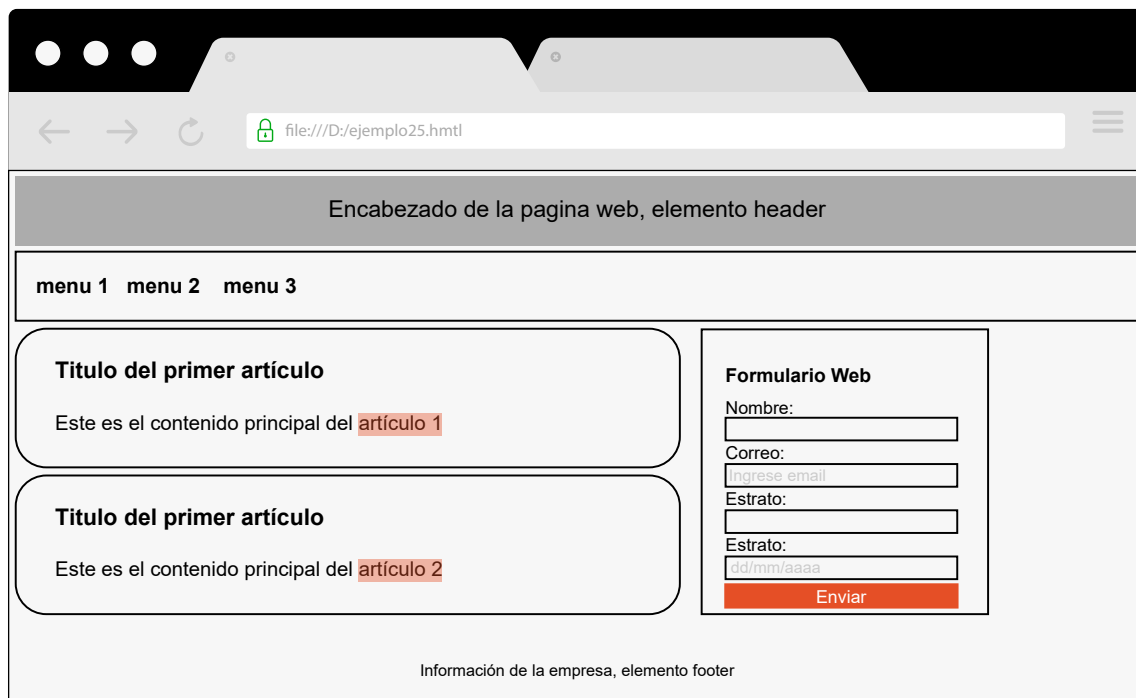 file:///D:/ejemplo25.hmtl
Encabezado de la pagina web, elemento header
menu 1 menu 2 menu 3
Titulo del primer artículo
Este es el contenido principal del artículo 1
Titulo del primer artículo
Este es el contenido principal del artículo 2
Formulario Web
Nombre:
Correo:
Ingrese email
Estrato:
Estrato:
dd/mm/aaaa
Enviar
Información de la empresa, elemento footer